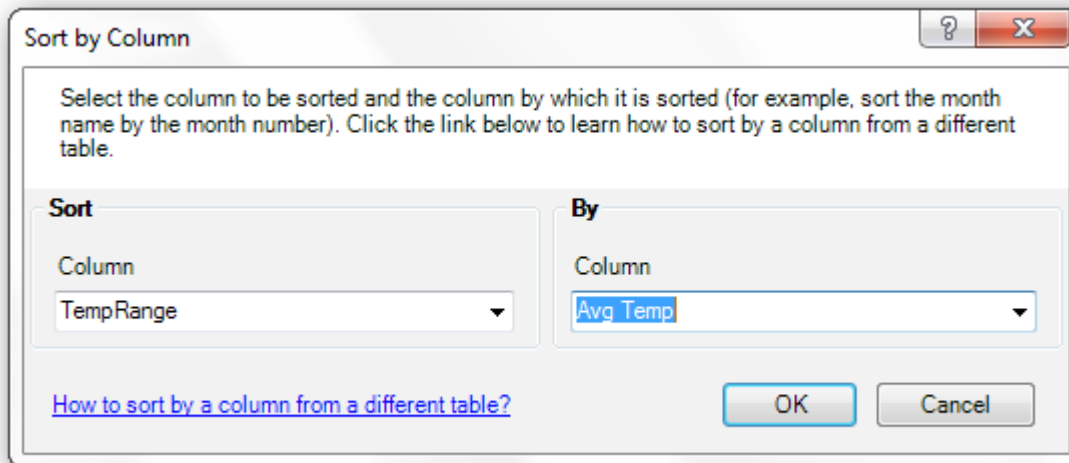 Sort by Column
Select the column to be sorted and the column by which it is sorted (for example, sort the month
name by the month number). Click the link below to learn how to sort by a column from a different
table.
Sort
By
Column
Column
TempRange
Avg Temp
How to sort by a column from a different table?
OK
Cancel